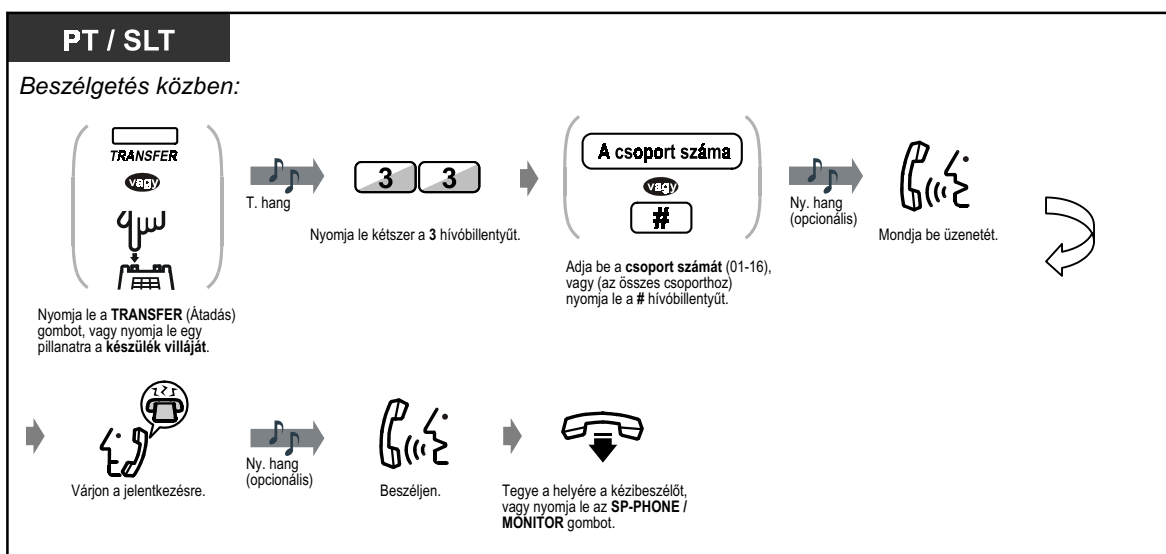 PT / SLT
Beszélgetés közben:
TRANSFER
vagy
Nyomja le a TRANSFER (Átadás)
gombot, vagy nyomja le egy
pillanatra a készülék villáját.
T. hang
3 3
Nyomja le kétszer a 3 hívóbillentyűt.
A csoport száma
vagy
#
Adja be a csoport számát (01-16),
vagy (az összes csoporthoz)
nyomja le a # hívóbillentyűt.
Ny. hang
(opcionális)
Mondja be üzenetét.
Várjon a jelentkezésre.
Ny. hang
(opcionális)
Beszéljen.
Tegye a helyére a kézibeszélőt,
vagy nyomja le az SP-PHONE /
MONITOR gombot.